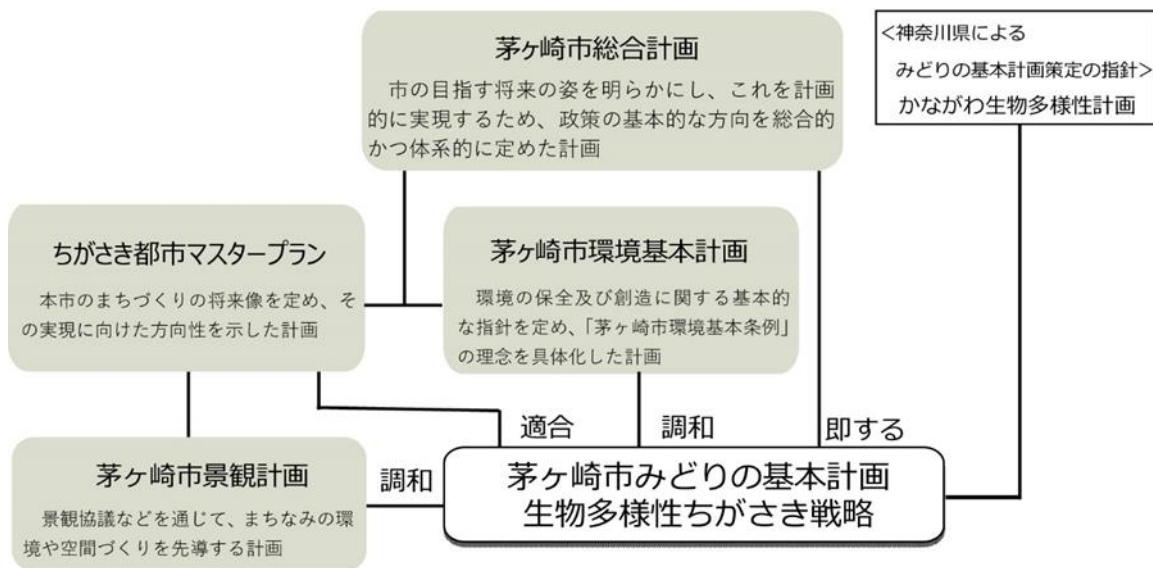 茅ヶ崎市総合計画
市の目指す将来の姿を明らかにし、これを計画
的に実現するため、政策の基本的な方向を総合的
かつ体系的に定めた計画
<神奈川県による
みどりの基本計画策定の指針>
かながわ生物多様性計画
ちがさき都市マスタープラン
本市のまちづくりの将来像を定め、そ
の実現に向けた方向性を示した計画
茅ヶ崎市環境基本計画
環境の保全及び創造に関する基本的
な指針を定め、「茅ヶ崎市環境基本条例」
の理念を具体化した計画
適合
調和
即する
茅ヶ崎市景観計画
景観協議などを通じて、まちなみの環
境や空間づくりを先導する計画
調和
茅ヶ崎市みどりの基本計画
生物多様性ちがさき戦略